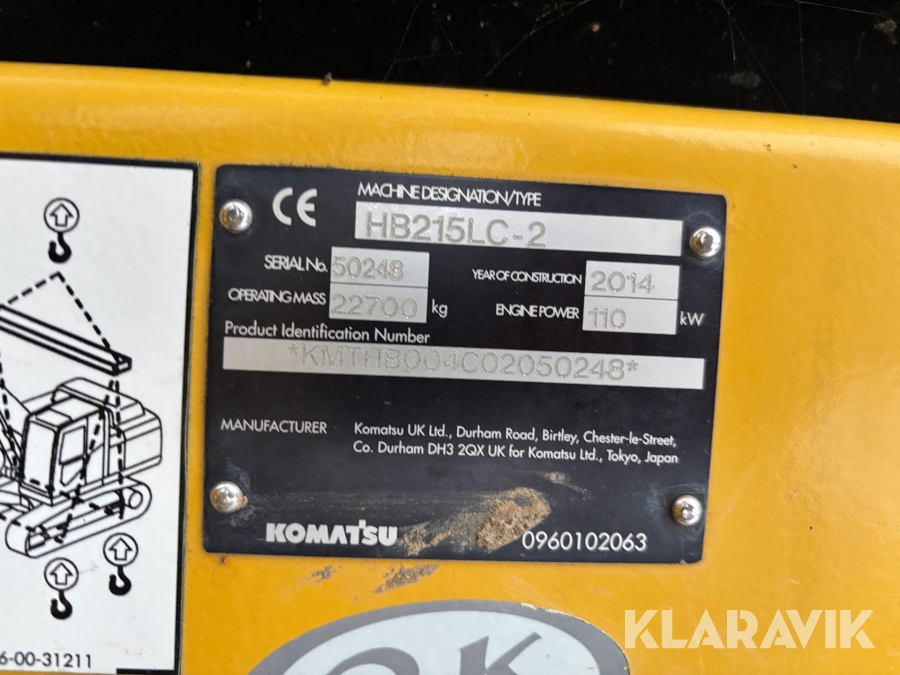 CE
MACHINE DESIGNATION/TYPE
HB215LC-2
SERIAL No. 50248 YEAR OF CONSTRUCTION 2014
OPERATING MASS 22700 kg ENGINE POWER 110 kW
Product Identification Number
*KMTHB004C02050248*
MANUFACTURER Komatsu UK Ltd., Durham Road, Birtley, Chester-le-Street,
Co. Durham DH3 2QX UK for Komatsu Ltd., Tokyo, Japan
KOMATSU 0960102063
6-00-31211
KLARAVIK